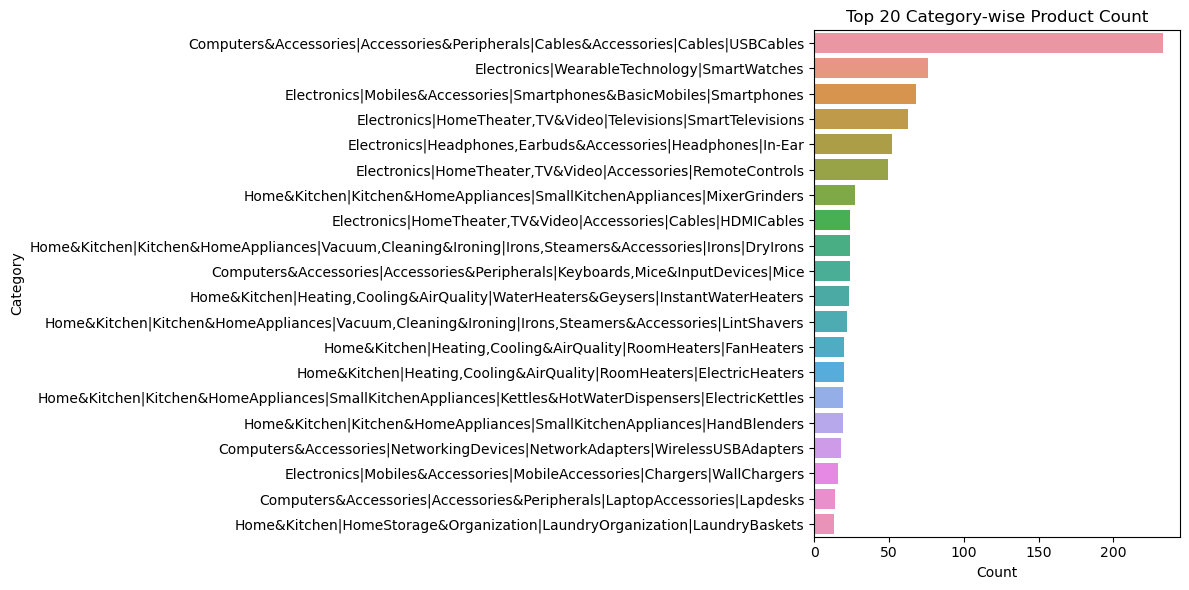 Top 20 Category-wise Product Count
Computers&Accessories|Accessories&Peripherals|Cables&Accessories|Cables|USBCables
Electronics|WearableTechnology|SmartWatches
Electronics|Mobiles&Accessories|Smartphones&BasicMobiles|Smartphones
Electronics|HomeTheater,TV&Video|Televisions|SmartTelevisions
Electronics|Headphones,Earbuds&Accessories|Headphones|In-Ear
Electronics|HomeTheater,TV&Video|Accessories|RemoteControls
Home&Kitchen|Kitchen&HomeAppliances|SmallKitchenAppliances|MixerGrinders
Electronics|HomeTheater,TV&Video|Accessories|Cables|HDMICables
Home&Kitchen|Kitchen&HomeAppliances|Vacuum,Cleaning&Ironing|Irons,Steamers&Accessories|Irons|DryIrons
Computers&Accessories|Accessories&Peripherals|Keyboards,Mice&InputDevices|Mice
Home&Kitchen|Heating,Cooling&AirQuality|WaterHeaters&Geysers|InstantWaterHeaters
Home&Kitchen|Kitchen&HomeAppliances|Vacuum,Cleaning&Ironing|Irons,Steamers&Accessories|LintShavers
Home&Kitchen|Heating,Cooling&AirQuality|RoomHeaters|FanHeaters
Home&Kitchen|Heating,Cooling&AirQuality|RoomHeaters|ElectricHeaters
Home&Kitchen|Kitchen&HomeAppliances|SmallKitchenAppliances|Kettles&HotWaterDispensers|ElectricKettles
Home&Kitchen|Kitchen&HomeAppliances|SmallKitchenAppliances|HandBlenders
Computers&Accessories|NetworkingDevices|NetworkAdapters|WirelessUSBAdapters
Electronics|Mobiles&Accessories|MobileAccessories|Chargers|WallChargers
Computers&Accessories|Accessories&Peripherals|LaptopAccessories|Lapdesks
Home&Kitchen|HomeStorage&Organization|LaundryOrganization|LaundryBaskets
Category
0 50 100 150 200
Count